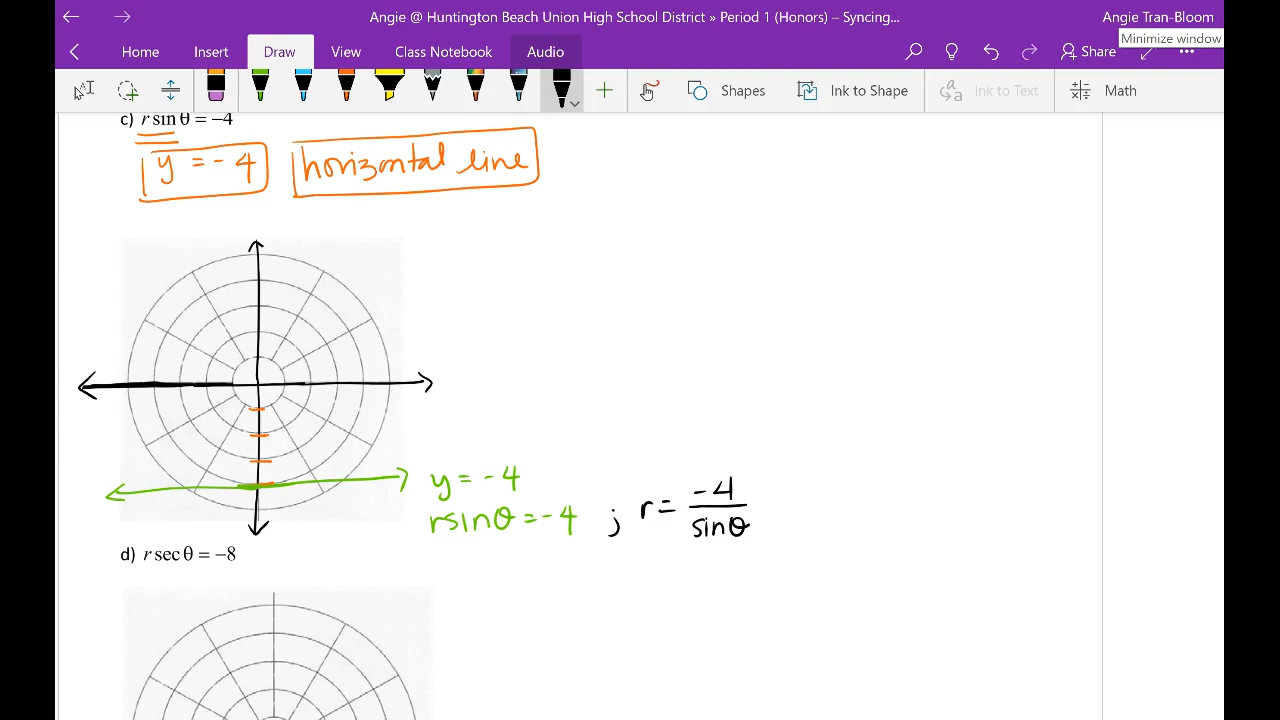 Angie @ Huntington Beach Union High School District » Period 1 (Honors) – Syncing...
Angie Tran-Bloom
Minimize window
Home Insert Draw View Class Notebook Audio Share
Shapes Ink to Shape Ink to Text Math
c) r sin θ = −4
y = -4 horizontal line
y = -4
rsinθ = -4 ; r = -4/sinθ
d) r sec θ = −8